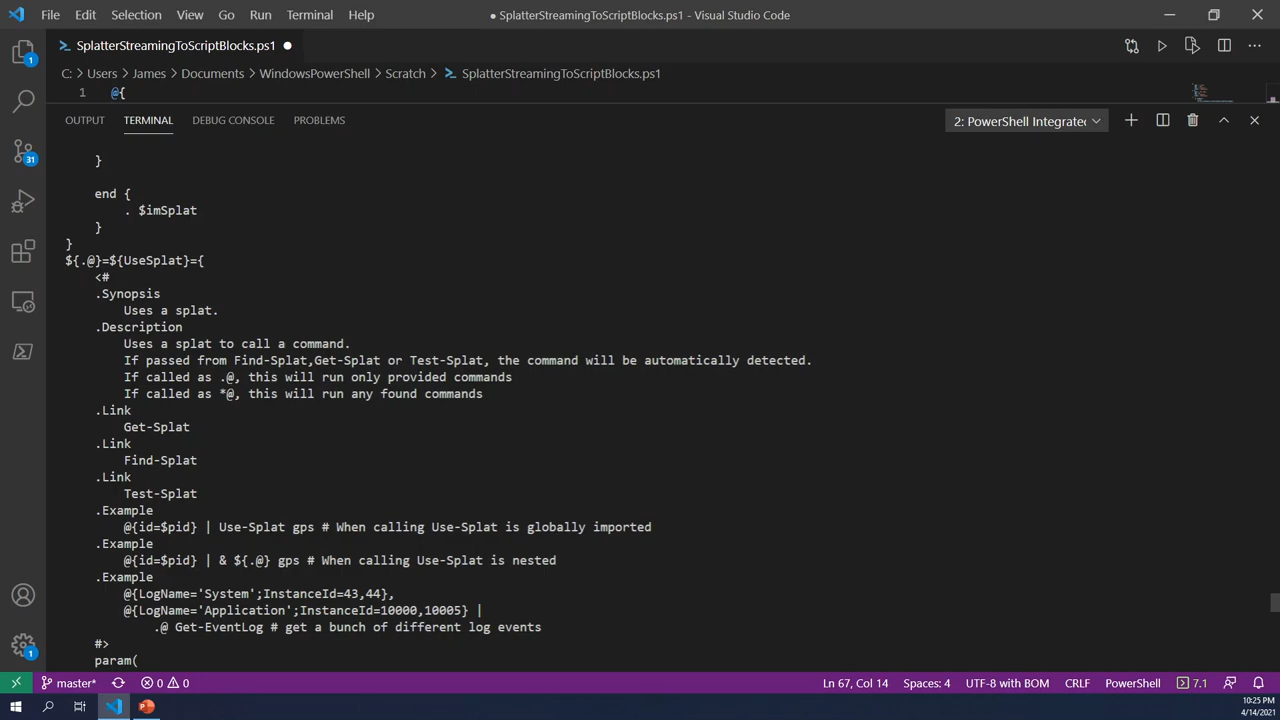 File Edit Selection View Go Run Terminal Help
● SplatterStreamingToScriptBlocks.ps1 - Visual Studio Code
SplatterStreamingToScriptBlocks.ps1 ●
C: > Users > James > Documents > WindowsPowerShell > Scratch > SplatterStreamingToScriptBlocks.ps1
1 @{
OUTPUT TERMINAL DEBUG CONSOLE PROBLEMS
2: PowerShell Integrated
}
end {
. $imSplat
}
}
${.@}=${UseSplat}={
<#
.Synopsis
Uses a splat.
.Description
Uses a splat to call a command.
If passed from Find-Splat,Get-Splat or Test-Splat, the command will be automatically detected.
If called as .@, this will run only provided commands
If called as *@, this will run any found commands
.Link
Get-Splat
.Link
Find-Splat
.Link
Test-Splat
.Example
@{id=$pid} | Use-Splat gps # When calling Use-Splat is globally imported
.Example
@{id=$pid} | & ${.@} gps # When calling Use-Splat is nested
.Example
@{LogName='System';InstanceId=43,44},
@{LogName='Application';InstanceId=10000,10005} |
.@ Get-EventLog # get a bunch of different log events
#>
param(
1
31
1
master* 0 0
Ln 67, Col 14 Spaces: 4 UTF-8 with BOM CRLF PowerShell 7.1
10:25 PM
4/14/2021